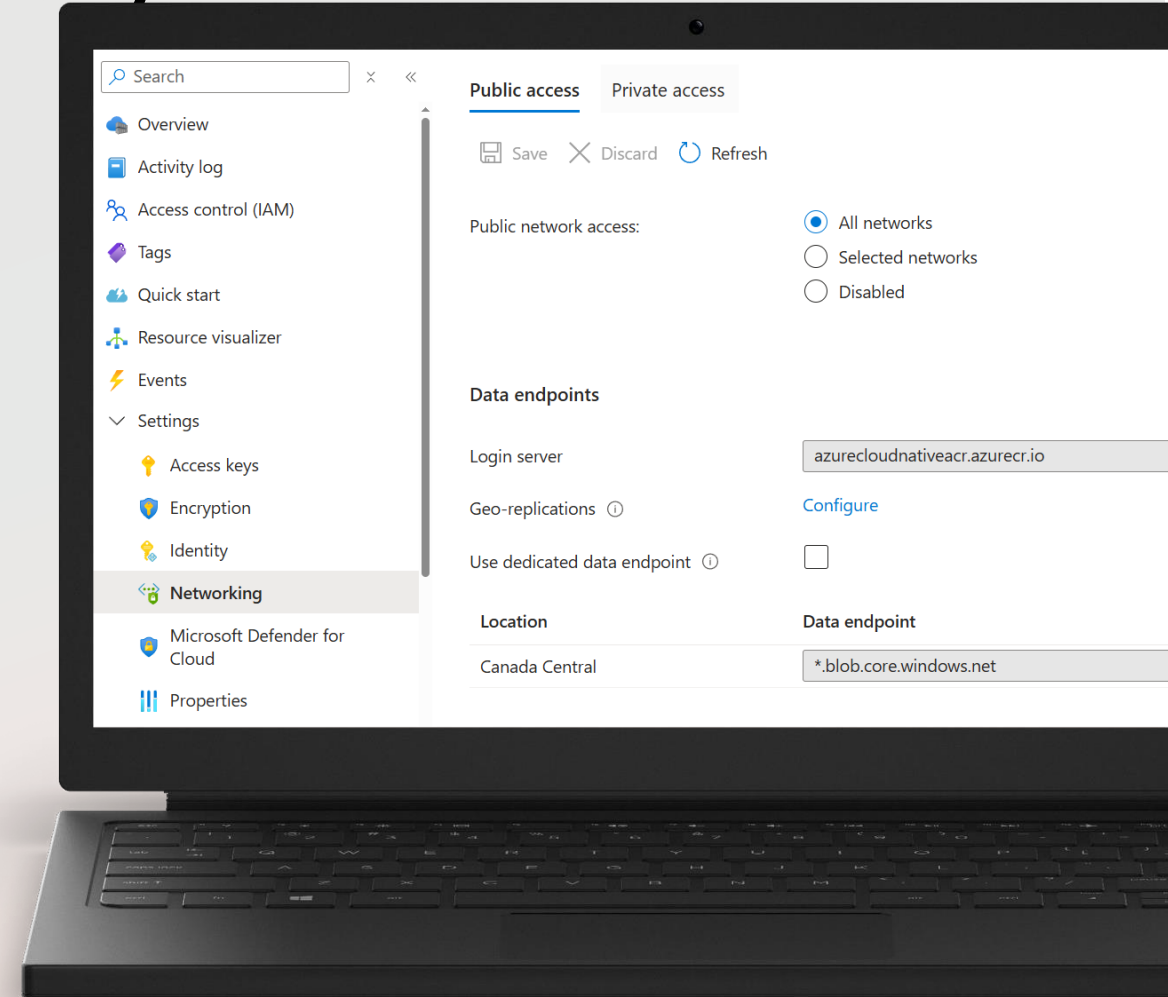 Search
Overview
Activity log
Access control (IAM)
Tags
Quick start
Resource visualizer
Events
Settings
Access keys
Encryption
Identity
Networking
Microsoft Defender for
Cloud
Properties
Public access Private access
Save Discard Refresh
Public network access:
All networks
Selected networks
Disabled
Data endpoints
Login server azurecloudnativeacr.azurecr.io
Geo-replications Configure
Use dedicated data endpoint
Location Data endpoint
Canada Central *.blob.core.windows.net